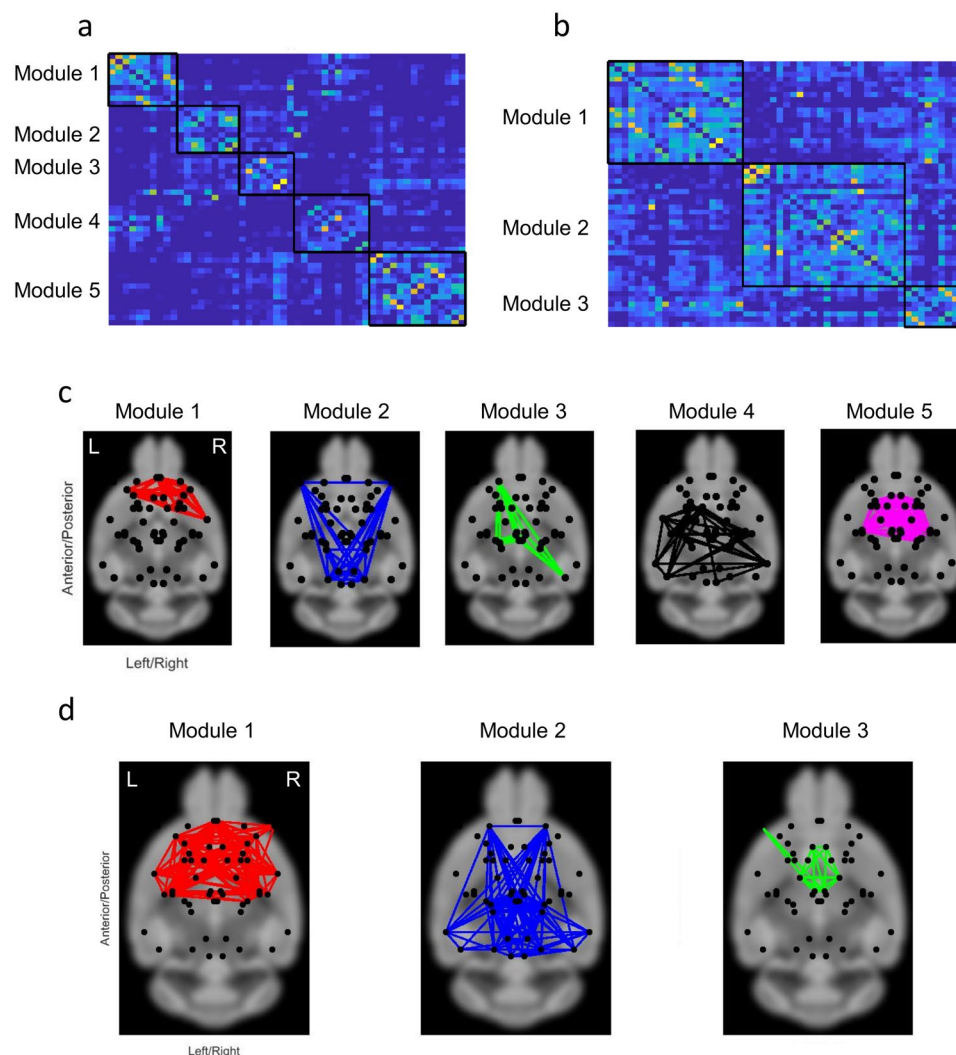 a
Module 1
Module 2
Module 3
Module 4
Module 5
b
Module 1
Module 2
Module 3
c
Module 1
Module 2
Module 3
Module 4
Module 5
L R
Anterior/Posterior
Left/Right
d
Module 1
Module 2
Module 3
L R
Anterior/Posterior
Left/Right